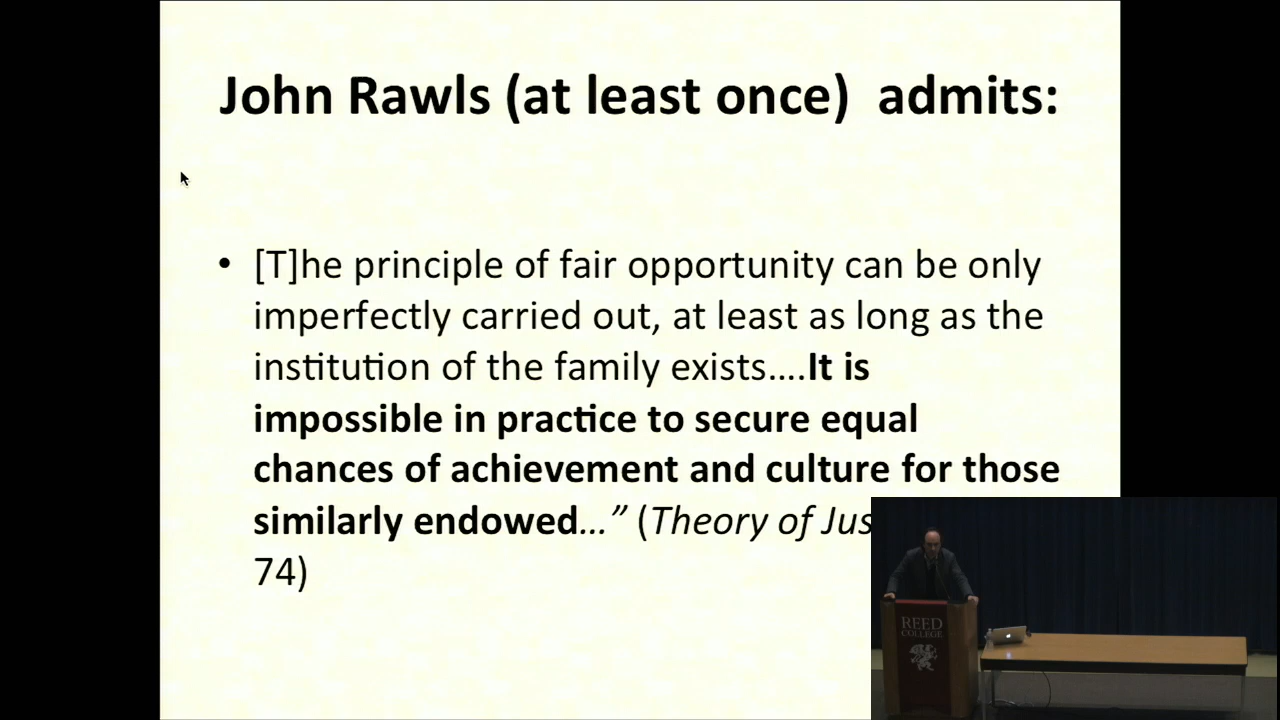 John Rawls (at least once) admits:
• [T]he principle of fair opportunity can be only
imperfectly carried out, at least as long as the
institution of the family exists....It is
impossible in practice to secure equal
chances of achievement and culture for those
similarly endowed…” (Theory of Jus
74)
REED
COLLEGE